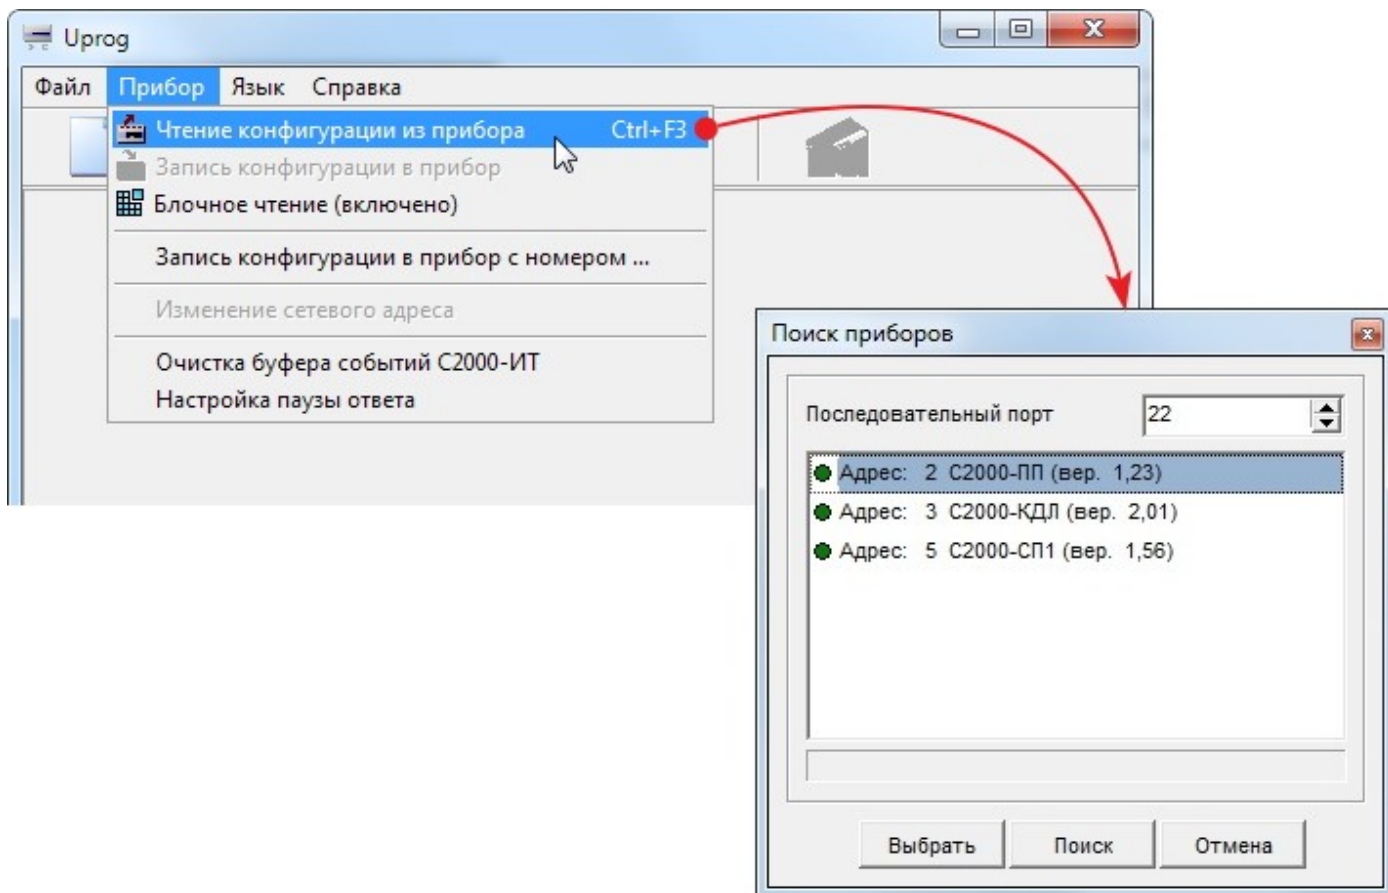 Uprog
Файл Прибор Язык Справка
Чтение конфигурации из прибора Ctrl+F3
Запись конфигурации в прибор
Блочное чтение (включено)
Запись конфигурации в прибор с номером ...
Изменение сетевого адреса
Очистка буфера событий С2000-ИТ
Настройка паузы ответа
Поиск приборов
Последовательный порт 22
Адрес: 2 С2000-ПП (вер. 1,23)
Адрес: 3 С2000-КДЛ (вер. 2,01)
Адрес: 5 С2000-СП1 (вер. 1,56)
Выбрать Поиск Отмена